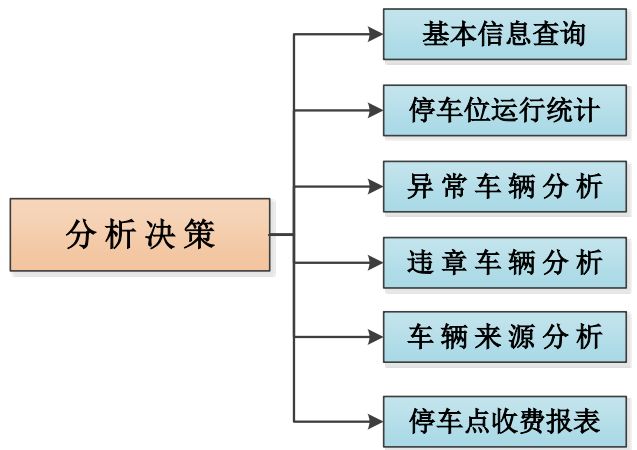 基本信息查询
停车位运行统计
异常车辆分析
分析决策
违章车辆分析
车辆来源分析
停车点收费报表